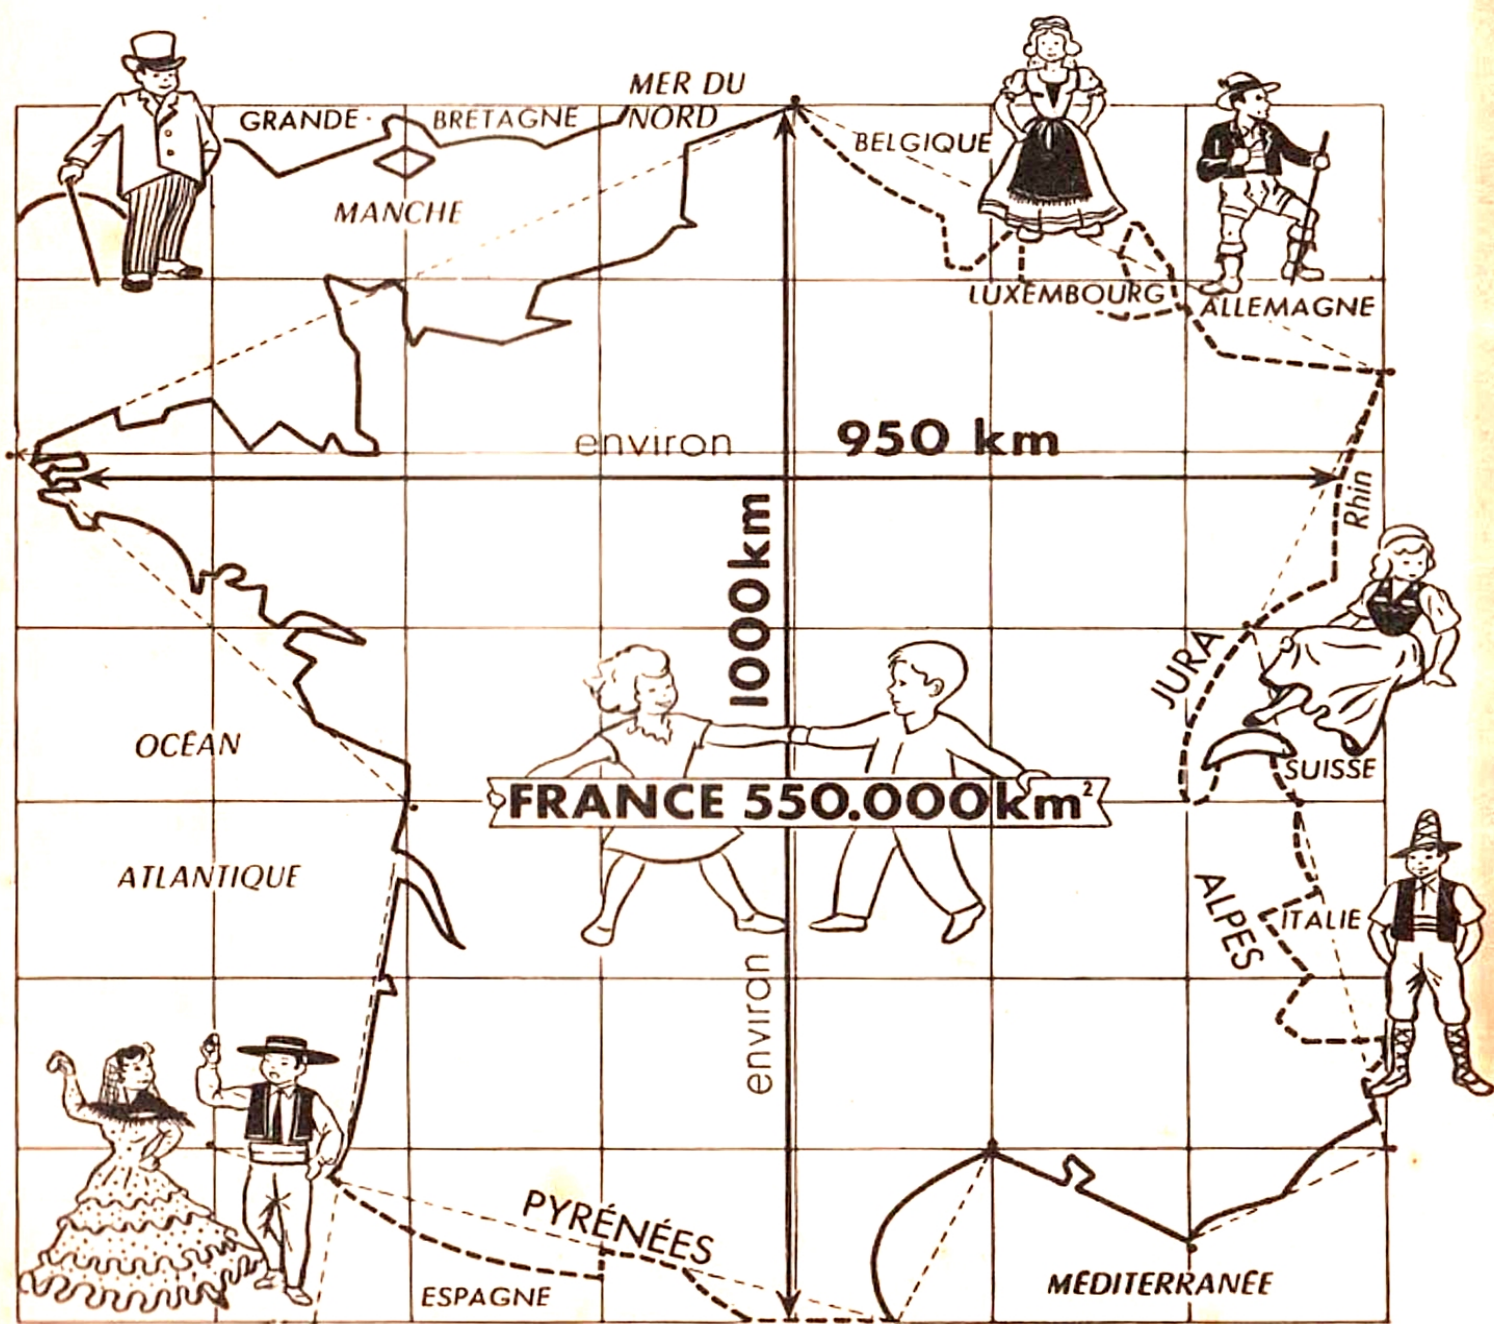 MER DU
NORD
GRANDE-
BRETAGNE
MANCHE
BELGIQUE
LUXEMBOURG
ALLEMAGNE
environ
950 km
Rhin
1000km
JURA
OCÉAN
SUISSE
FRANCE 550.000km²
ATLANTIQUE
ALPES
ITALIE
environ
PYRÉNÉES
ESPAGNE
MÉDITERRANÉE